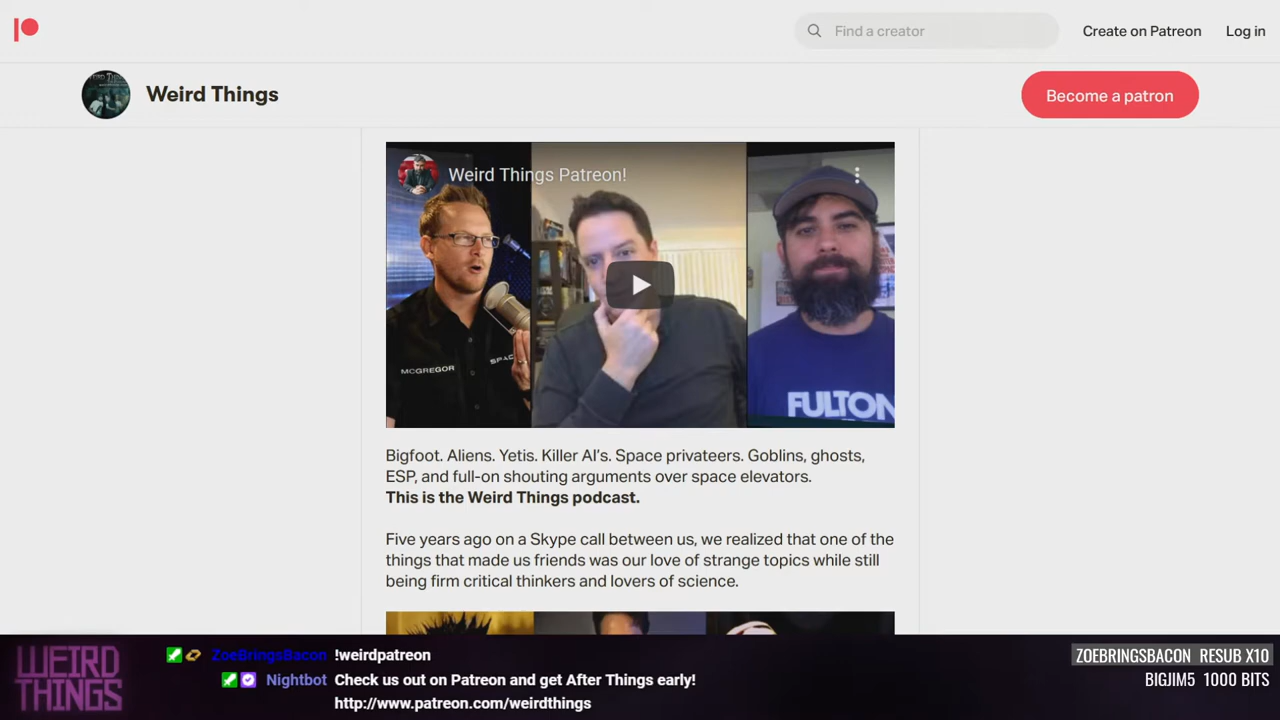 Find a creator
Create on Patreon
Log in
Weird Things
Become a patron
Weird Things Patreon!
MCGREGOR
SPAC
FULTON
Bigfoot. Aliens. Yetis. Killer AI's. Space privateers. Goblins, ghosts,
ESP, and full-on shouting arguments over space elevators.
This is the Weird Things podcast.
Five years ago on a Skype call between us, we realized that one of the
things that made us friends was our love of strange topics while still
being firm critical thinkers and lovers of science.
WEIRD
THINGS
ZoeBringsBacon !weirdpatreon
Nightbot Check us out on Patreon and get After Things early!
http://www.patreon.com/weirdthings
ZOEBRINGSBACON RESUB X10
BIGJIM5 1000 BITS